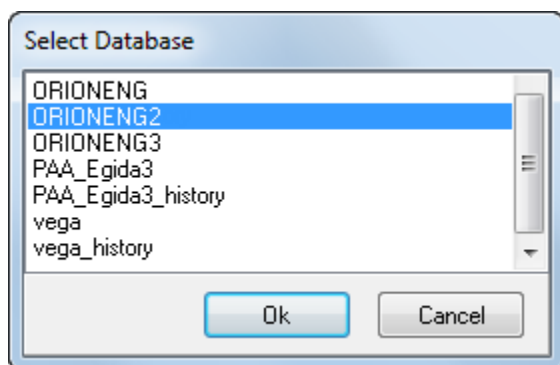 Select Database
ORIONENG
ORIONENG2
ORIONENG3
PAA_Egida3
PAA_Egida3_history
vega
vega_history
Ok
Cancel